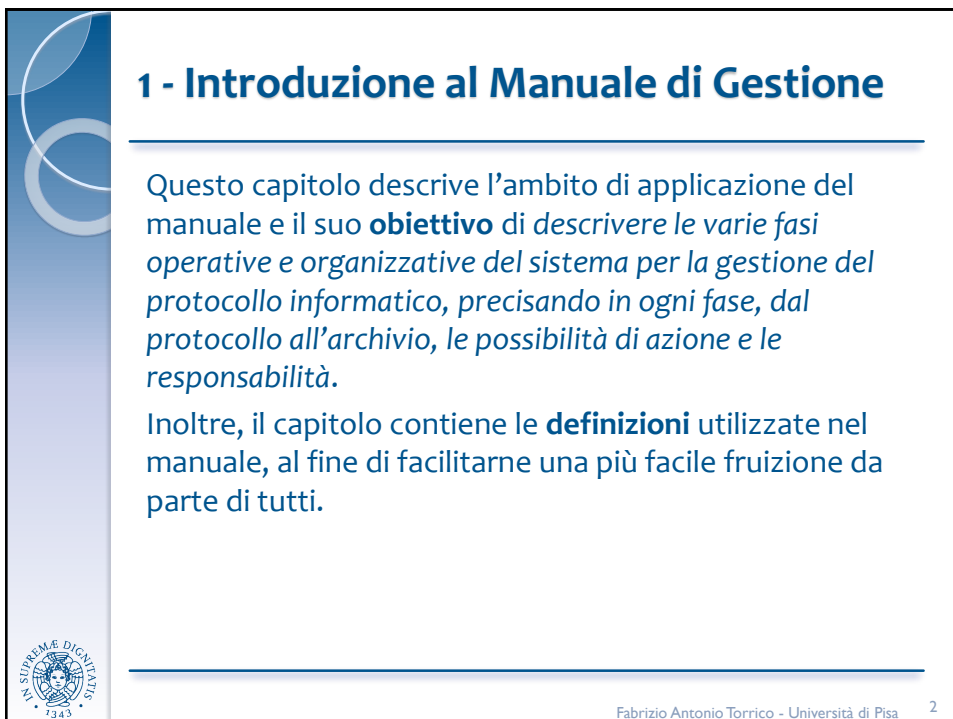 1 - Introduzione al Manuale di Gestione
Questo capitolo descrive l’ambito di applicazione del
manuale e il suo obiettivo di descrivere le varie fasi
operative e organizzative del sistema per la gestione del
protocollo informatico, precisando in ogni fase, dal
protocollo all’archivio, le possibilità di azione e le
responsabilità.
Inoltre, il capitolo contiene le definizioni utilizzate nel
manuale, al fine di facilitarne una più facile fruizione da
parte di tutti.
IN SUPREMÆ DIGNITATIS
1343
Fabrizio Antonio Torrico - Università di Pisa 2